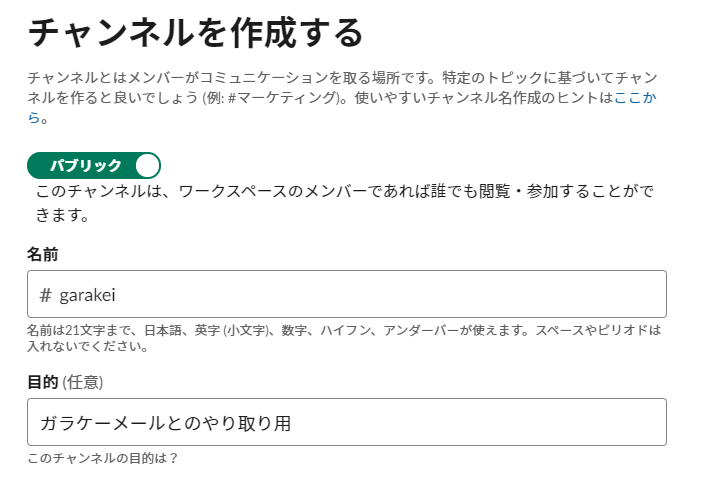 チャンネルを作成する
チャンネルとはメンバーがコミュニケーションを取る場所です。特定のトピックに基づいてチャン
ネルを作ると良いでしょう (例: #マーケティング)。使いやすいチャンネル名作成のヒントはここか
ら。
パブリック
このチャンネルは、ワークスペースのメンバーであれば誰でも閲覧・参加することがで
きます。
名前
# garakei
名前は21文字まで、日本語、英字 (小文字)、数字、ハイフン、アンダーバーが使えます。スペースやピリオドは
入れないでください。
目的 (任意)
ガラケーメールとのやり取り用
このチャンネルの目的は？